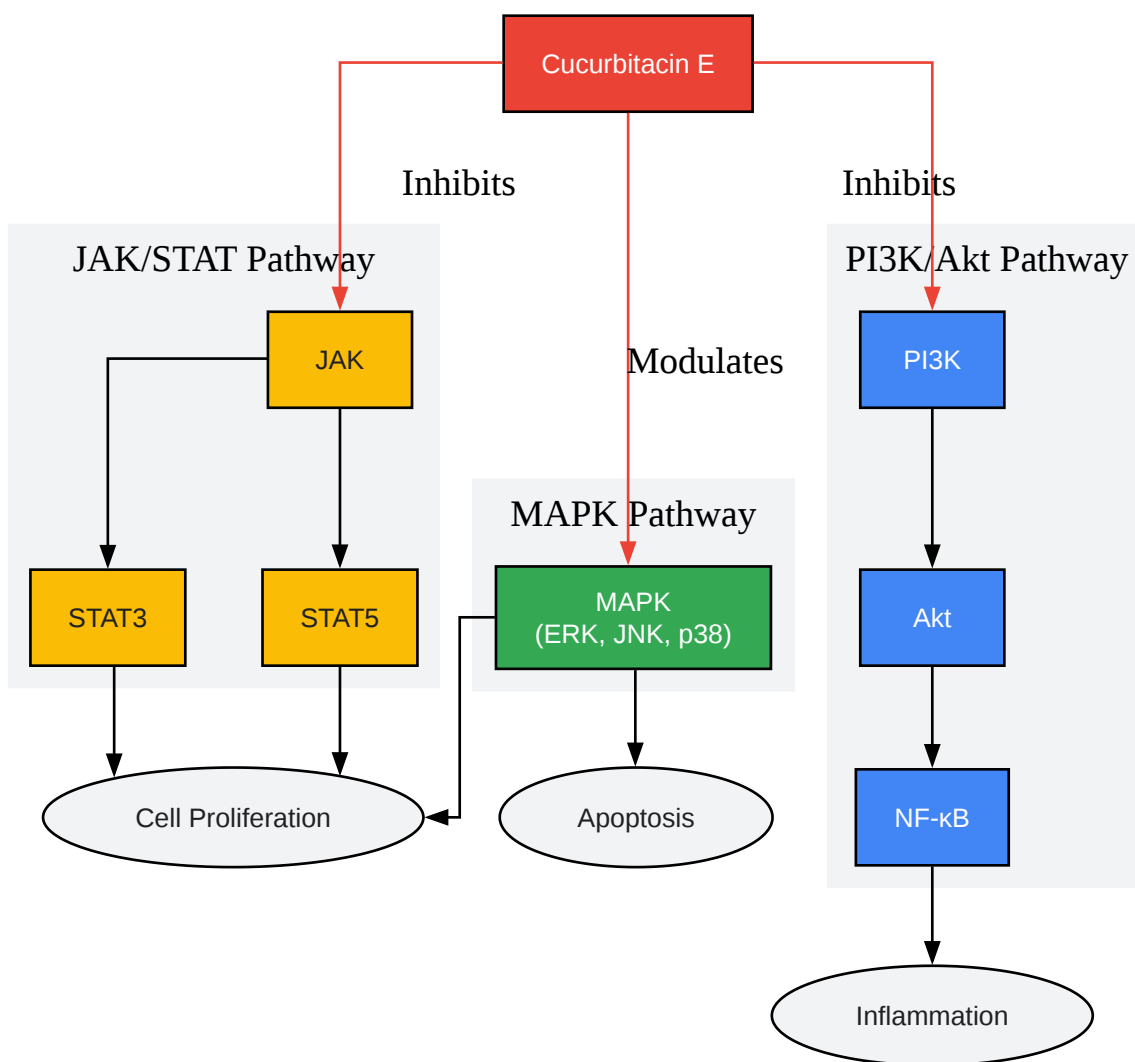 Cucurbitacin E
Inhibits
Inhibits
JAK/STAT Pathway
PI3K/Akt Pathway
JAK
Modulates
PI3K
MAPK Pathway
STAT3
STAT5
MAPK
(ERK, JNK, p38)
Akt
Cell Proliferation
Apoptosis
NF-κB
Inflammation